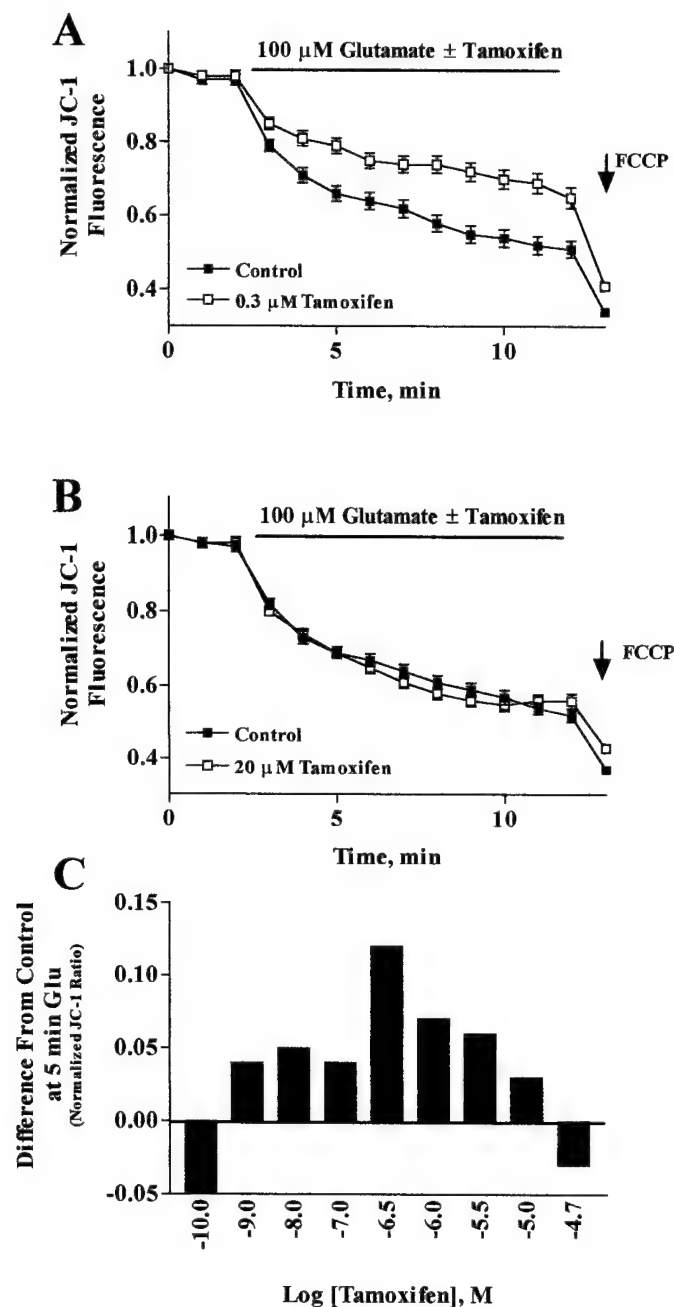 A
100 μM Glutamate ± Tamoxifen
Normalized JC-1
Fluorescence
1.0
0.8
0.6
0.4
FCCP
Control
0.3 μM Tamoxifen
0
5
10
Time, min
B
100 μM Glutamate ± Tamoxifen
Normalized JC-1
Fluorescence
1.0
0.8
0.6
0.4
FCCP
Control
20 μM Tamoxifen
0
5
10
Time, min
C
Difference From Control
at 5 min Glu
(Normalized JC-1 Ratio)
0.15
0.10
0.05
0.00
-0.05
-10.0
-9.0
-8.0
-7.0
-6.5
-6.0
-5.5
-5.0
-4.7
Log [Tamoxifen], M